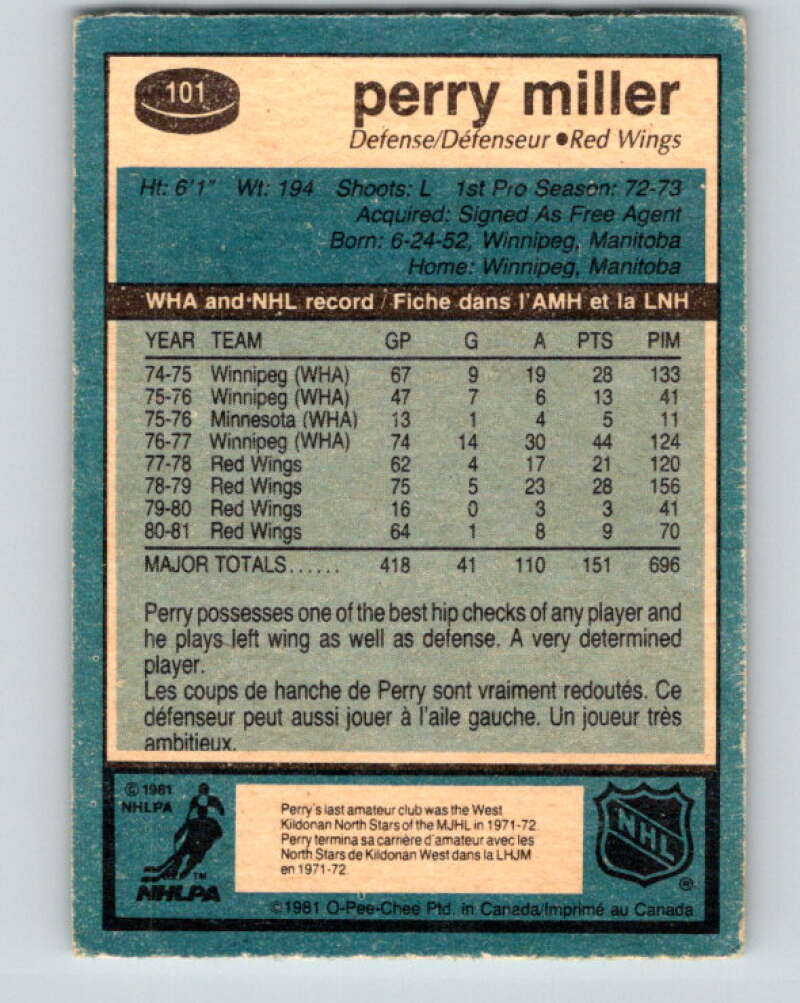 101
perry miller
Defense/Défenseur ●Red Wings
Ht: 6'1" Wt: 194 Shoots: L 1st Pro Season: 72-73
Acquired: Signed As Free Agent
Born: 6-24-52, Winnipeg, Manitoba
Home: Winnipeg, Manitoba
WHA and NHL record / Fiche dans l'AMH et la LNH
YEAR TEAM GP G A PTS PIM
74-75 Winnipeg (WHA) 67 9 19 28 133
75-76 Winnipeg (WHA) 47 7 6 13 41
75-76 Minnesota (WHA) 13 1 4 5 11
76-77 Winnipeg (WHA) 74 14 30 44 124
77-78 Red Wings 62 4 17 21 120
78-79 Red Wings 75 5 23 28 156
79-80 Red Wings 16 0 3 3 41
80-81 Red Wings 64 1 8 9 70
MAJOR TOTALS...... 418 41 110 151 696
Perry possesses one of the best hip checks of any player and
he plays left wing as well as defense. A very determined
player.
Les coups de hanche de Perry sont vraiment redoutés. Ce
défenseur peut aussi jouer à l'aile gauche. Un joueur très
ambitieux.
© 1981
NHLPA
TM
NHLPA
Perry's last amateur club was the West
Kildonan North Stars of the MJHL in 1971-72
Perry termina sa carrière d'amateur avec les
North Stars de Kildonan West dans la LHJM
en 1971-72
NHL
®
©1981 O-Pee-Chee Ptd. in Canada/Imprimé au Canada